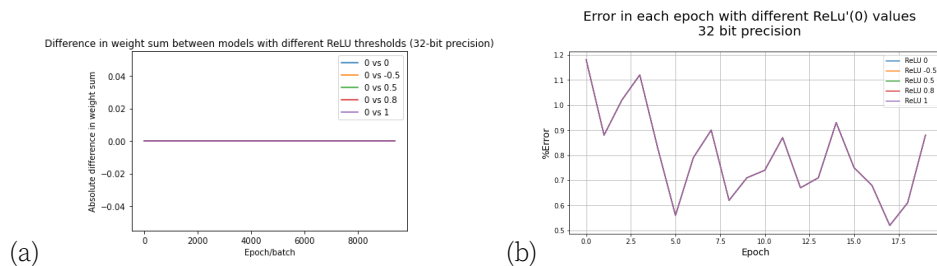 Difference in weight sum between models with different ReLU thresholds (32-bit precision)
0.04
0.02
0.00
−0.02
−0.04
Absolute difference in weight sum
0 vs 0
0 vs -0.5
0 vs 0.5
0 vs 0.8
0 vs 1
0
2000
4000
6000
8000
Epoch/batch
(a)
Error in each epoch with different ReLu'(0) values
32 bit precision
1.2
1.1
1.0
0.9
0.8
0.7
0.6
0.5
%Error
ReLU 0
ReLU -0.5
ReLU 0.5
ReLU 0.8
ReLU 1
0.0
2.5
5.0
7.5
10.0
12.5
15.0
17.5
Epoch
(b)